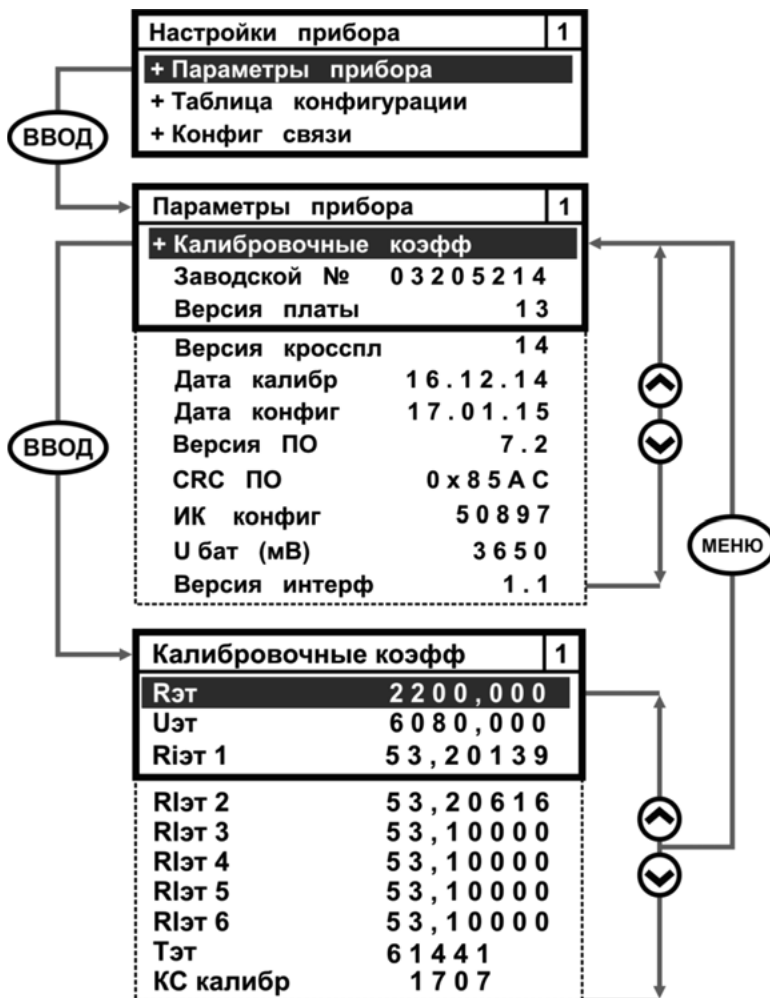 Настройки прибора 1
+ Параметры прибора
+ Таблица конфигурации
+ Конфиг связи
ВВОД
Параметры прибора 1
+ Калибровочные коэфф
Заводской № 03205214
Версия платы 13
Версия кросспл 14
Дата калибр 16.12.14
Дата конфиг 17.01.15
Версия ПО 7.2
CRC ПО 0x85AC
ИК конфиг 50897
U бат (мВ) 3650
Версия интерф 1.1
ВВОД
МЕНЮ
Калибровочные коэфф 1
Rэт 2200,000
Uэт 6080,000
Riэт 1 53,20139
RIэт 2 53,20616
RIэт 3 53,10000
RIэт 4 53,10000
RIэт 5 53,10000
RIэт 6 53,10000
Тэт 61441
КС калибр 1707